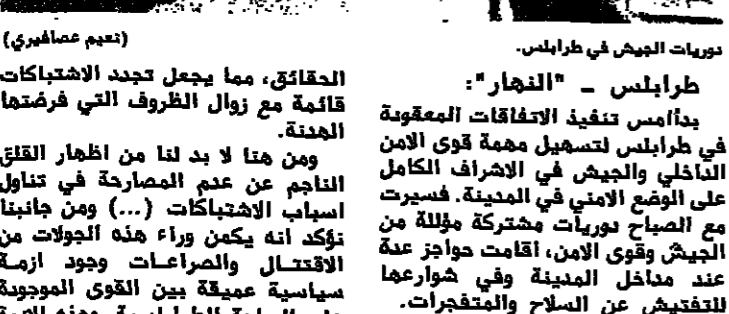 دوريات الجيش في طرابلس.
طرابلس - "النهار":
بدأ امس تنفيذ الاتفاقات المعقودة
في طرابلس لتسهيل مهمة قوى الامن
الداخلي والجيش في الاشراف الكامل
على الوضع الامني في المدينة. فسيرت
مع الصباح دوريات مشتركة مؤللة من
الجيش وقوى الامن، اقامت حواجز عدة
عند مداخل المدينة وفي شوارعها
للتفتيش عن السلاح والمتفجرات.
(نعيم عصافيري)
الحقائق، مما يجعل تجدد الاشتباكات
قائمة مع زوال الظروف التي فرضتها
الهدنة.
ومن هنا لا بد لنا من اظهار القلق
الناجم عن عدم المصارحة في تناول
اسباب الاشتباكات (...) ومن جانبنا
نؤكد انه يكمن وراء هذه الجولات من
الاقتتال والصراعات وجود ازمة
سياسية عميقة بين القوى الموجودة